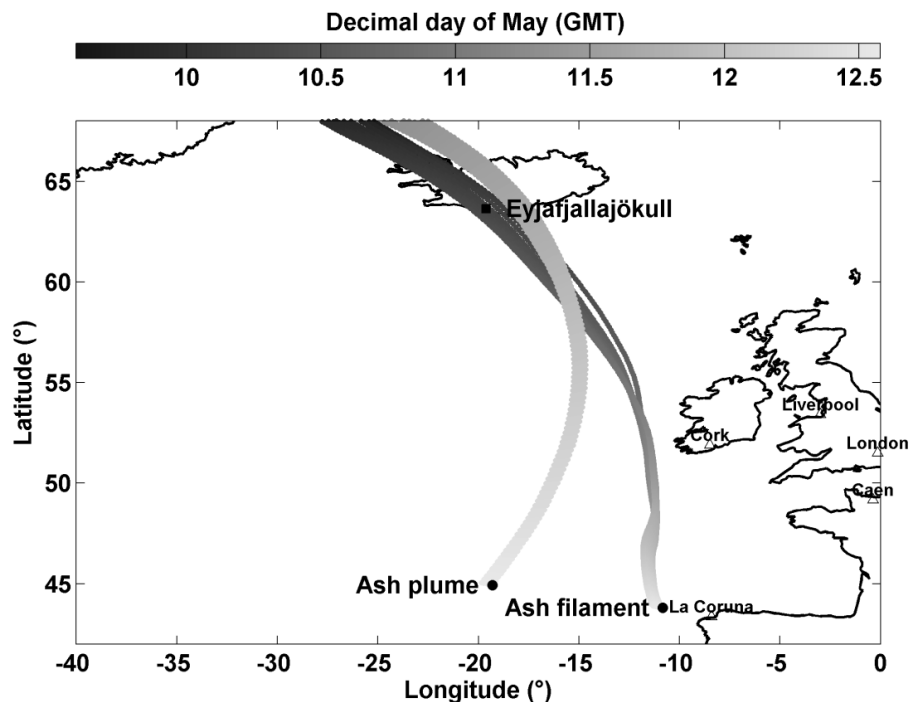 Decimal day of May (GMT)
10 10.5 11 11.5 12 12.5
65
60
55
50
45
Latitude (°)
Eyjafjallajökull
Liverpool
Cork
London
Caen
Ash plume
Ash filament
La Coruna
-40 -35 -30 -25 -20 -15 -10 -5 0
Longitude (°)